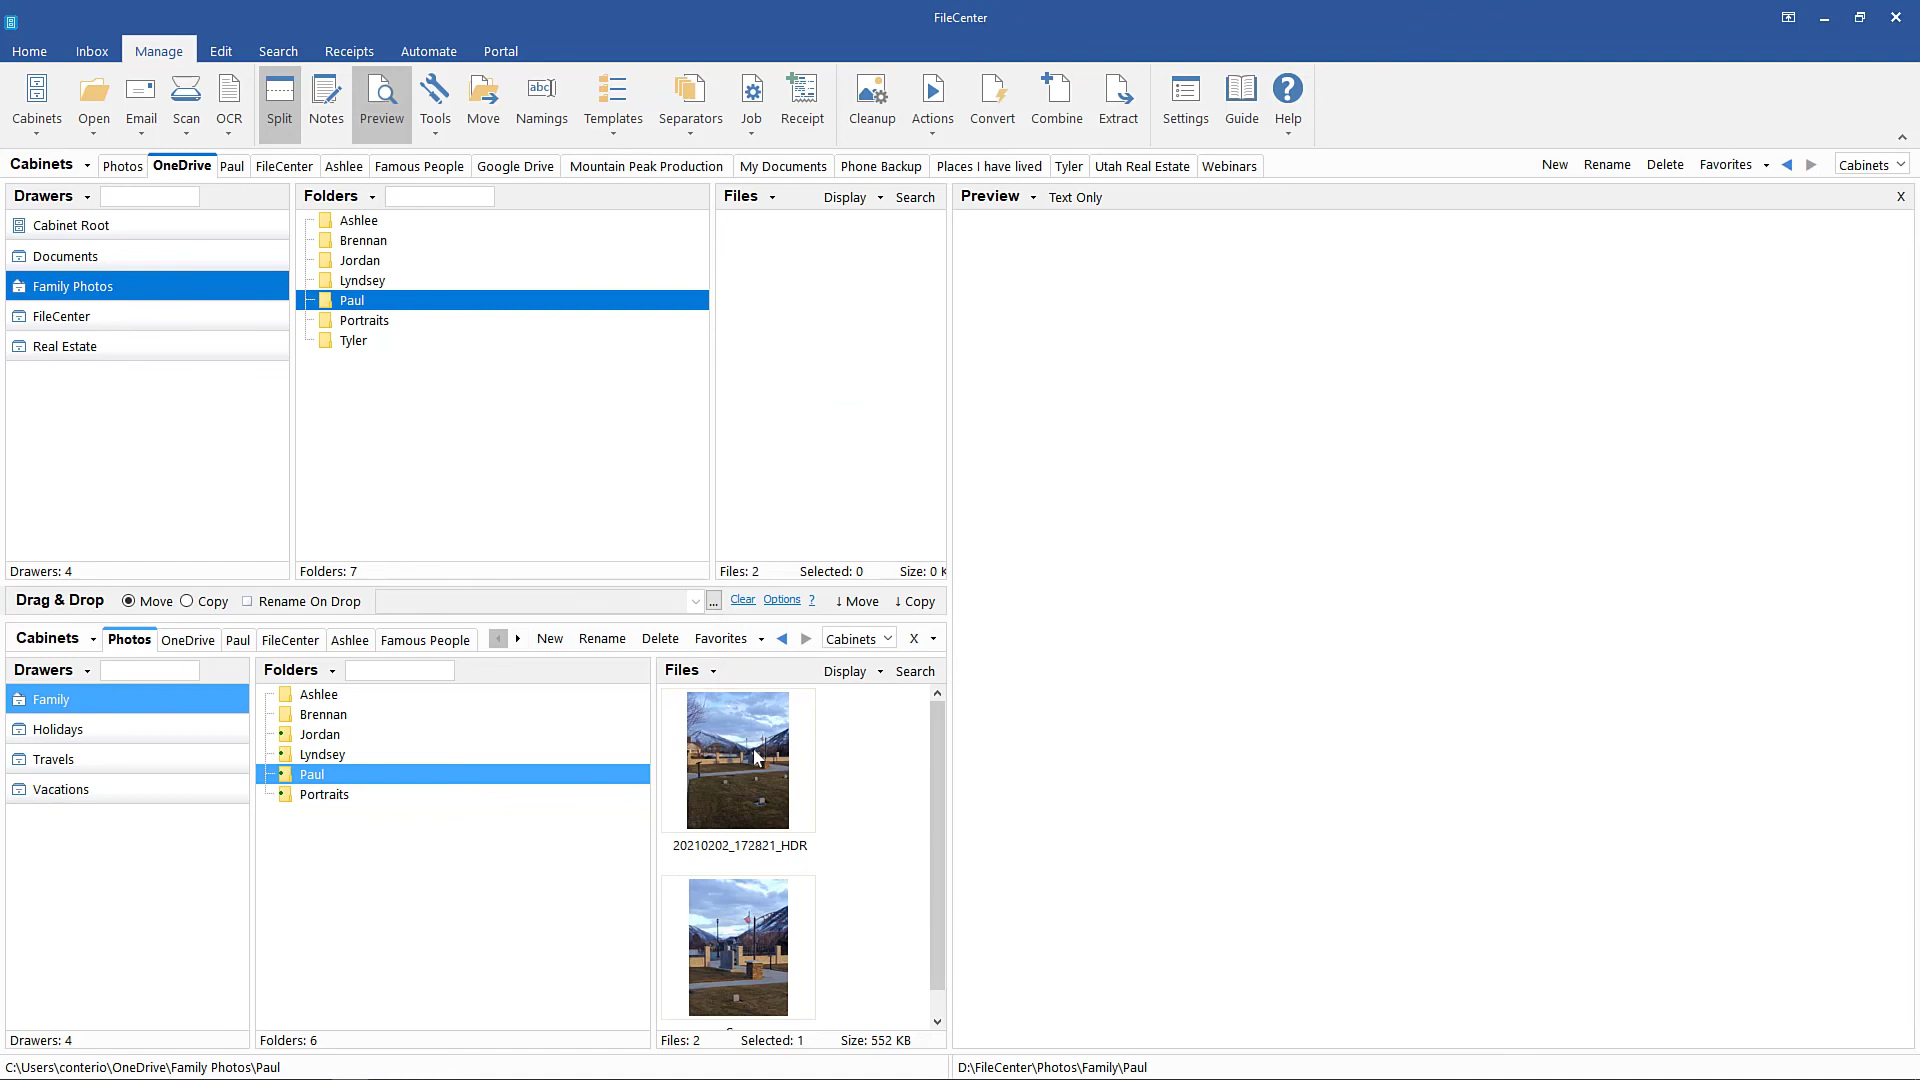 FileCenter
Home Inbox Manage Edit Search Receipts Automate Portal
Cabinets Open Email Scan OCR Split Notes Preview Tools Move Namings Templates Separators Job Receipt Cleanup Actions Convert Combine Extract Settings Guide Help
Cabinets Photos OneDrive Paul FileCenter Ashlee Famous People Google Drive Mountain Peak Production My Documents Phone Backup Places I have lived Tyler Utah Real Estate Webinars New Rename Delete Favorites Cabinets
Drawers Folders Files Display Search Preview Text Only X
Cabinet Root
Documents
Family Photos
FileCenter
Real Estate
Ashlee
Brennan
Jordan
Lyndsey
Paul
Portraits
Tyler
Drawers: 4 Folders: 7 Files: 2 Selected: 0 Size: 0 K
Drag & Drop Move Copy Rename On Drop ... Clear Options ? ↓ Move ↓ Copy
Cabinets Photos OneDrive Paul FileCenter Ashlee Famous People New Rename Delete Favorites Cabinets X
Drawers Folders Files Display Search
Family
Holidays
Travels
Vacations
Ashlee
Brennan
Jordan
Lyndsey
Paul
Portraits
20210202_172821_HDR
Drawers: 4 Folders: 6 Files: 2 Selected: 1 Size: 552 KB
C:\Users\conterio\OneDrive\Family Photos\Paul D:\FileCenter\Photos\Family\Paul